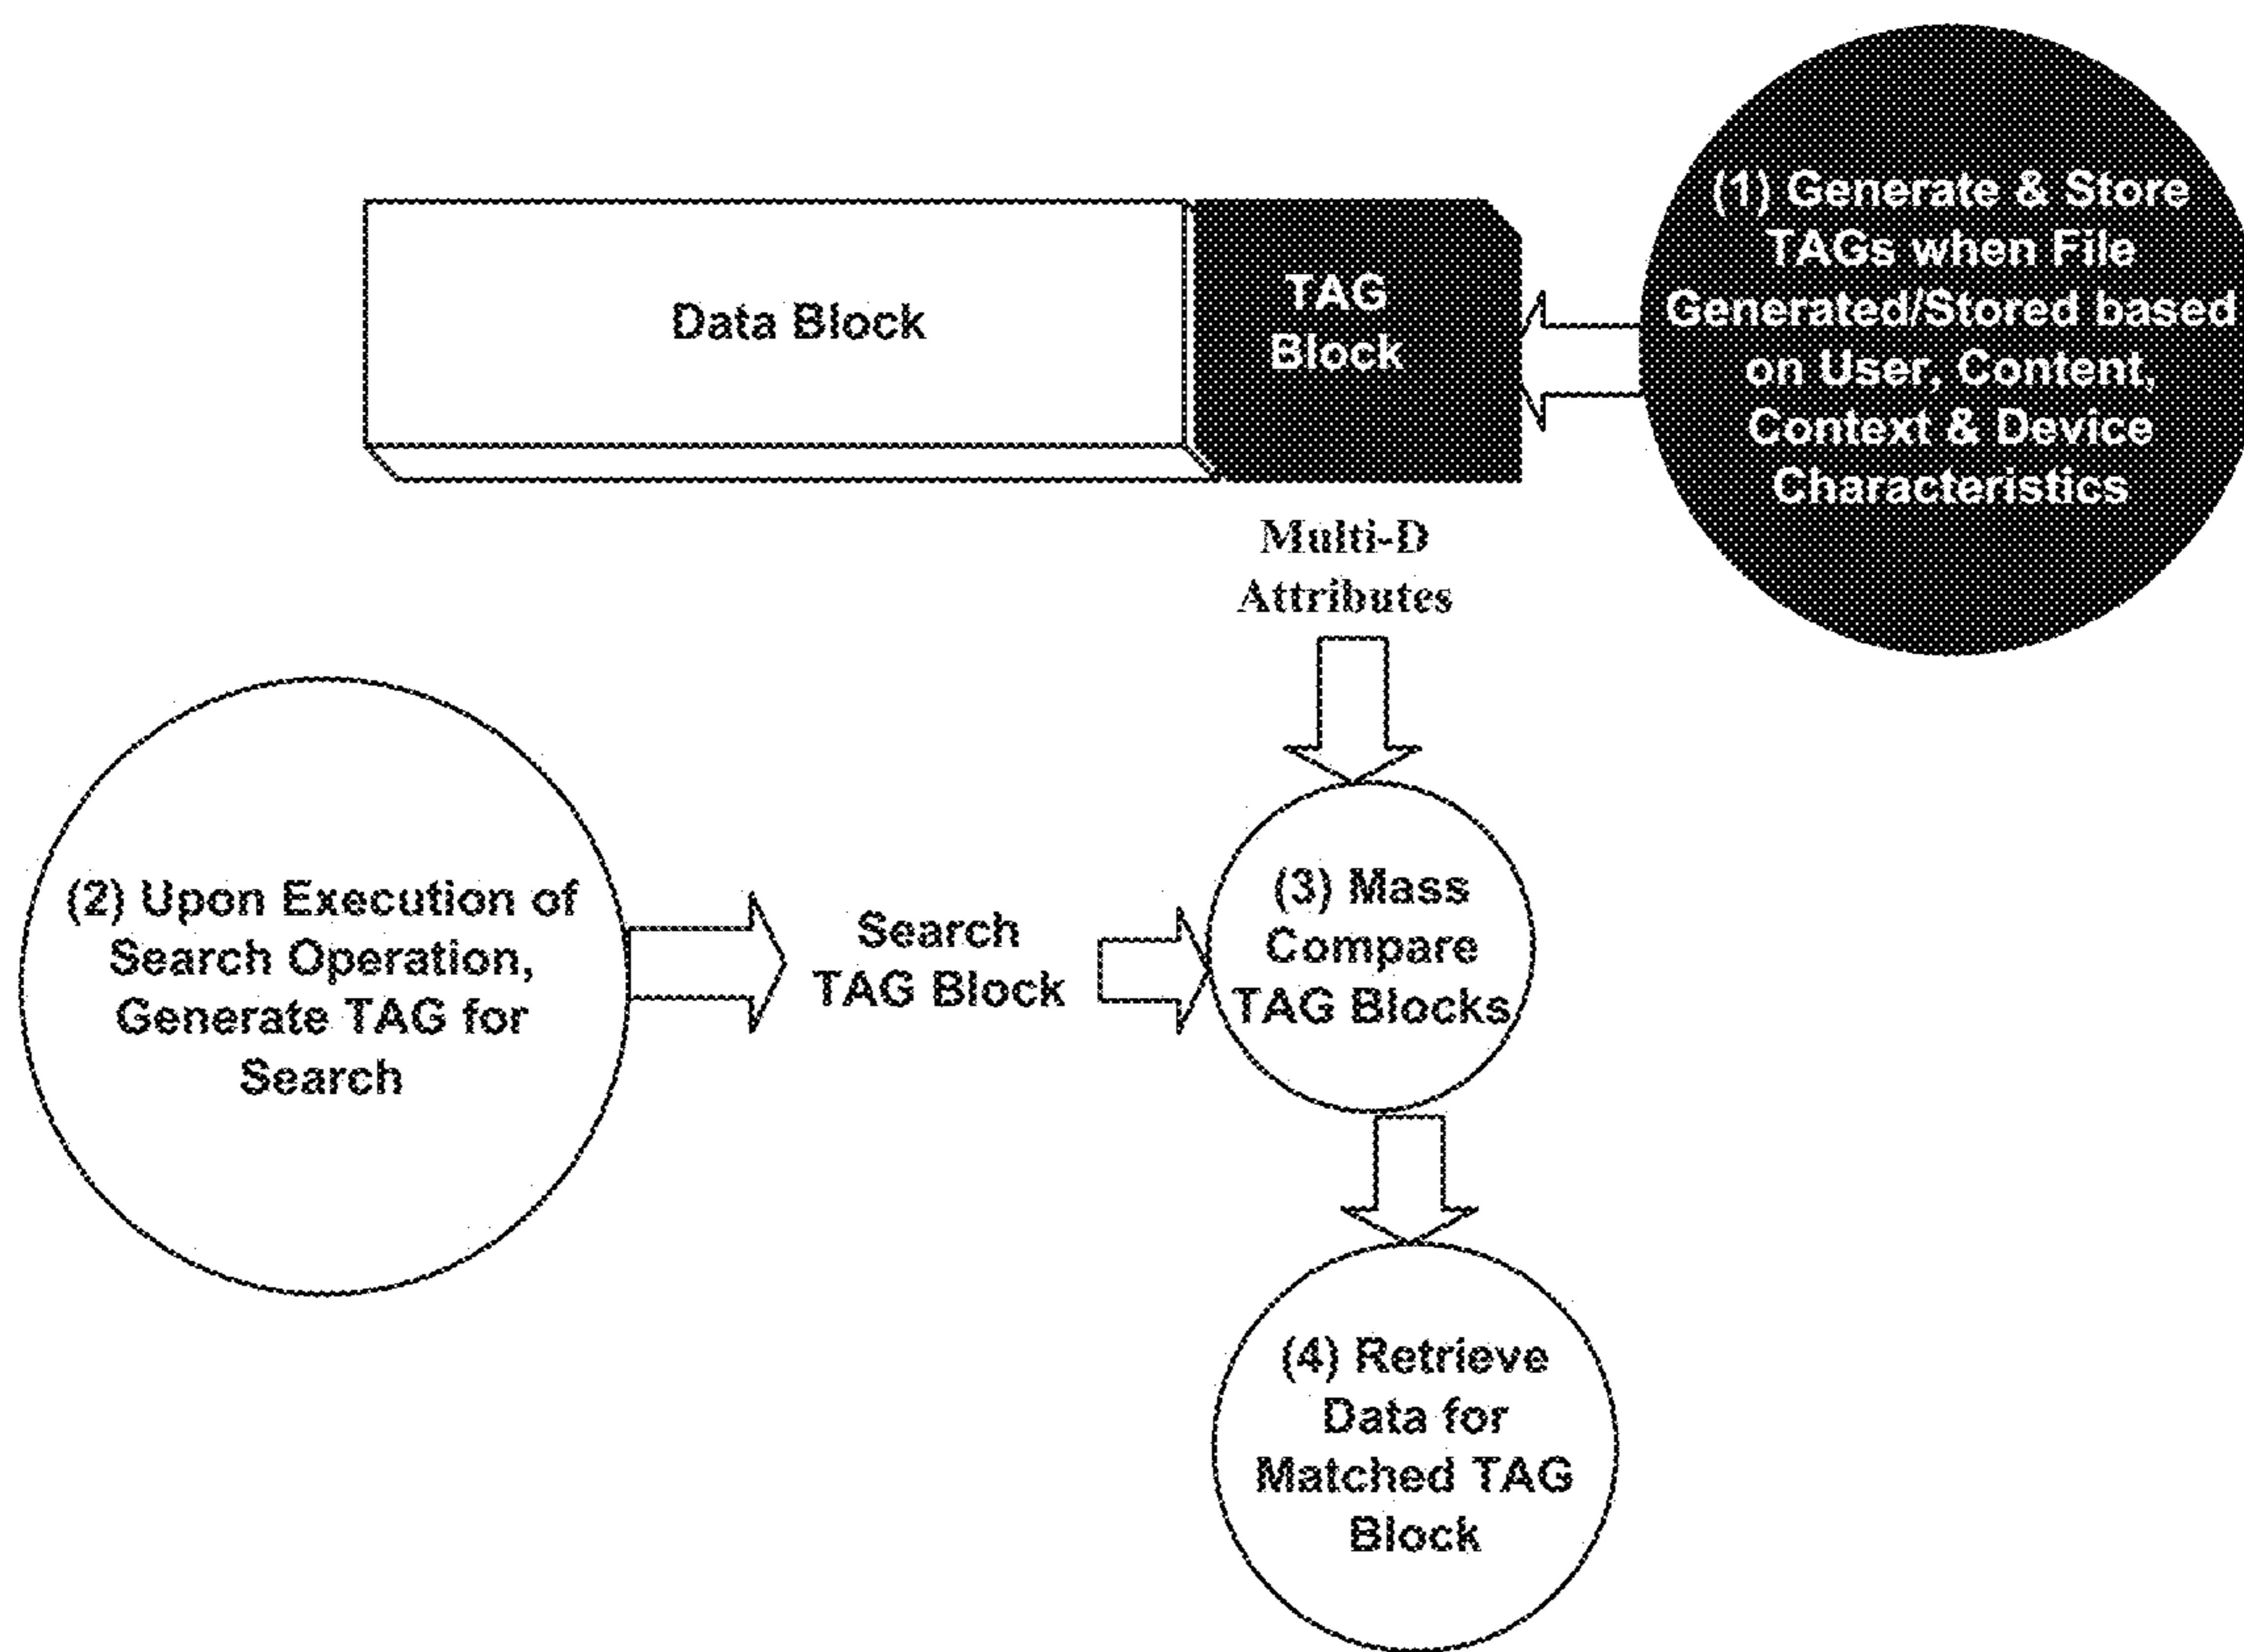 (1) Generate & Store
TAGs when File
Generated/Stored based
on User, Content,
Context & Device
Characteristics
Data Block
TAG
Block
Multi-D
Attributes
(2) Upon Execution of
Search Operation,
Generate TAG for
Search
Search
TAG Block
(3) Mass
Compare
TAG Blocks
(4) Retrieve
Data for
Matched TAG
Block